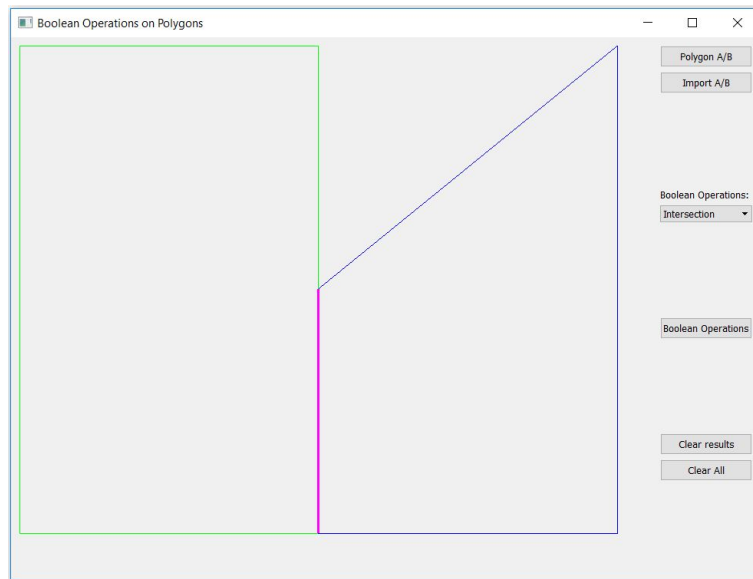 Boolean Operations on Polygons
Polygon A/B
Import A/B
Boolean Operations:
Intersection
Boolean Operations
Clear results
Clear All